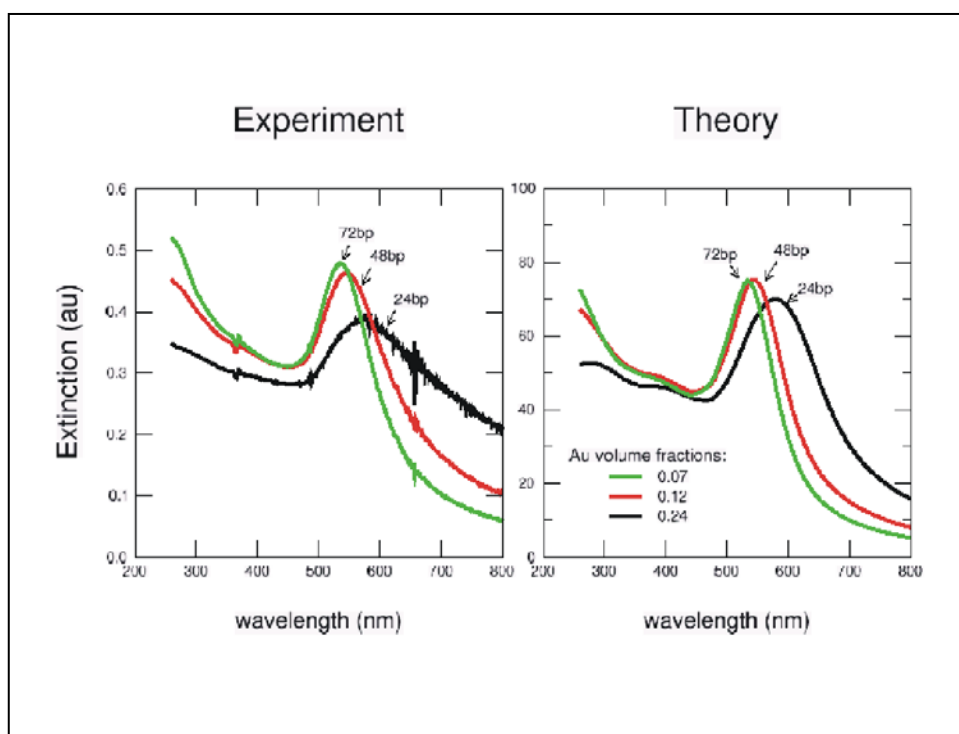 Experiment
Theory
Extinction (au)
0.6
0.5
0.4
0.3
0.2
0.1
0.0
72bp
48bp
24bp
200 300 400 500 600 700 800
wavelength (nm)
100
80
60
40
20
0
72bp
48bp
24bp
Au volume fractions:
0.07
0.12
0.24
200 300 400 500 600 700 800
wavelength (nm)